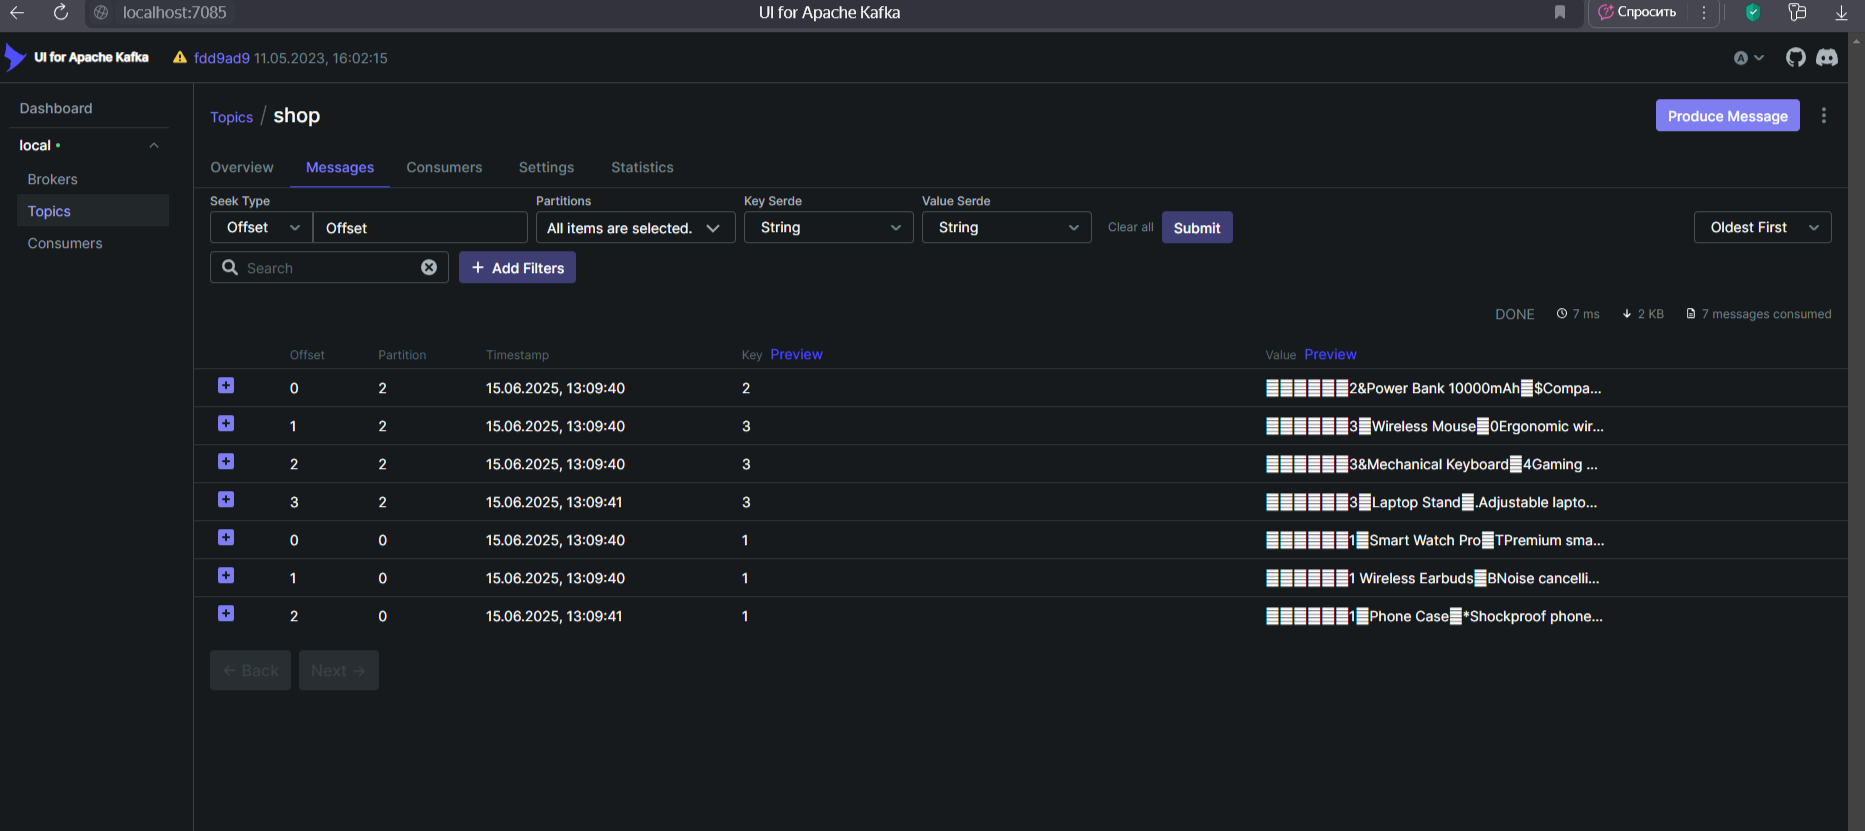 localhost:7085 UI for Apache Kafka Спросить
UI for Apache Kafka fdd9ad9 11.05.2023, 16:02:15 A
Dashboard
local
Brokers
Topics
Consumers
Topics / shop Produce Message
Overview Messages Consumers Settings Statistics
Seek Type Partitions Key Serde Value Serde
Offset Offset All items are selected. String String Clear all Submit Oldest First
Search + Add Filters
DONE 7 ms 2 KB 7 messages consumed
Offset Partition Timestamp Key Preview Value Preview
0 2 15.06.2025, 13:09:40 2 2&Power Bank 10000mAh $Compa...
1 2 15.06.2025, 13:09:40 3 3 Wireless Mouse 0Ergonomic wir...
2 2 15.06.2025, 13:09:40 3 3&Mechanical Keyboard 4Gaming ...
3 2 15.06.2025, 13:09:41 3 3 Laptop Stand .Adjustable lapto...
0 0 15.06.2025, 13:09:40 1 1 Smart Watch Pro TPremium sma...
1 0 15.06.2025, 13:09:40 1 1 Wireless Earbuds BNoise cancelli...
2 0 15.06.2025, 13:09:41 1 1 Phone Case *Shockproof phone...
← Back Next →